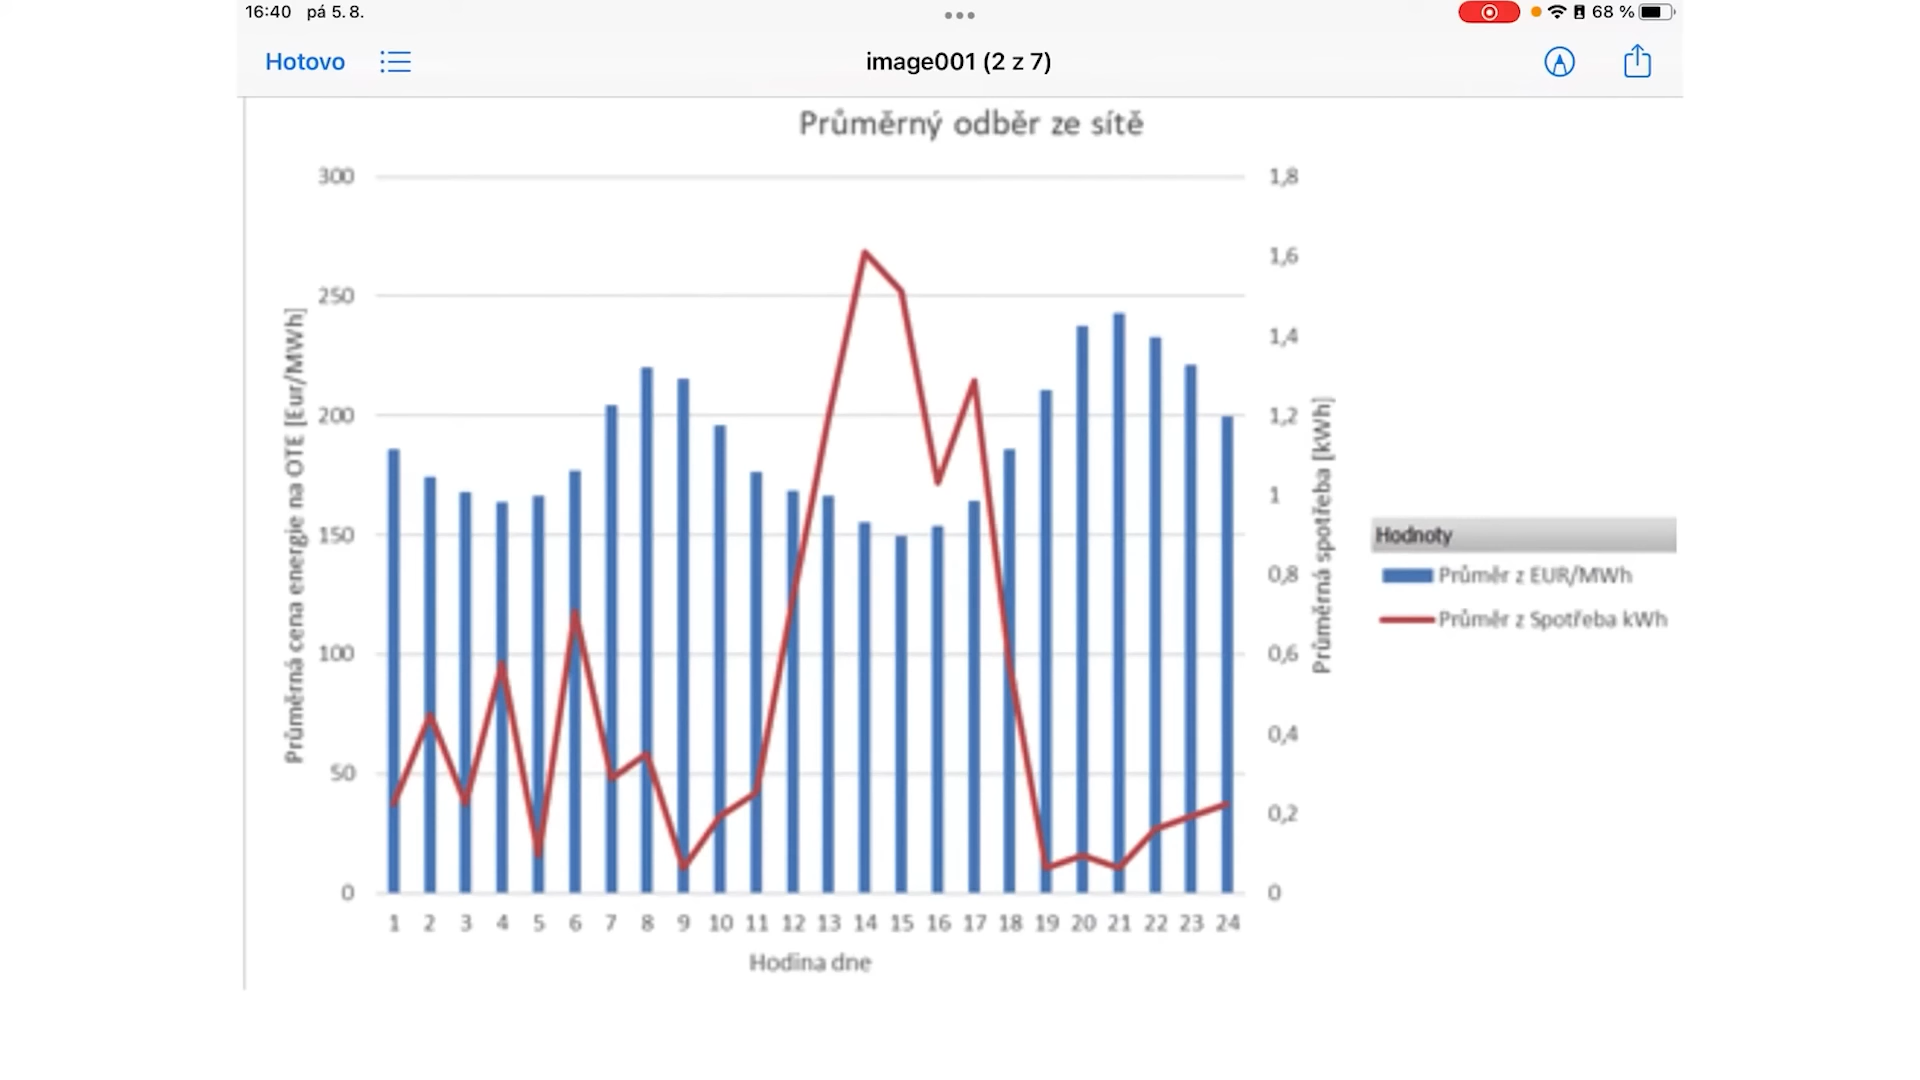 16:40 pá 5. 8.
68 %
Hotovo
image001 (2 z 7)
Průměrný odběr ze sítě
300
250
200
150
100
50
0
Průměrná cena energie na OTE [Eur/MWh]
1,8
1,6
1,4
1,2
1
0,8
0,6
0,4
0,2
0
Průměrná spotřeba [kWh]
1 2 3 4 5 6 7 8 9 10 11 12 13 14 15 16 17 18 19 20 21 22 23 24
Hodina dne
Hodnoty
Průměr z EUR/MWh
Průměr z Spotřeba kWh